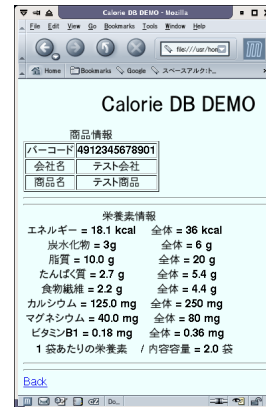 Calorie DB DEMO - Mozilla
File Edit View Go Bookmarks Tools Window Help
file:///usr/hom
Home Bookmarks Google スペースアルク:ト..
Calorie DB DEMO
商品情報
バーコード 4912345678901
会社名 テスト会社
商品名 テスト商品
栄養素情報
エネルギー = 18.1 kcal 全体 = 36 kcal
炭水化物 = 3g 全体 = 6 g
脂質 = 10.0 g 全体 = 20 g
たんぱく質 = 2.7 g 全体 = 5.4 g
食物繊維 = 2.2 g 全体 = 4.4 g
カルシウム = 125.0 mg 全体 = 250 mg
マグネシウム = 40.0 mg 全体 = 80 mg
ビタミンB1 = 0.18 mg 全体 = 0.36 mg
1 袋あたりの栄養素 / 内容容量 = 2.0 袋
Back
Do..